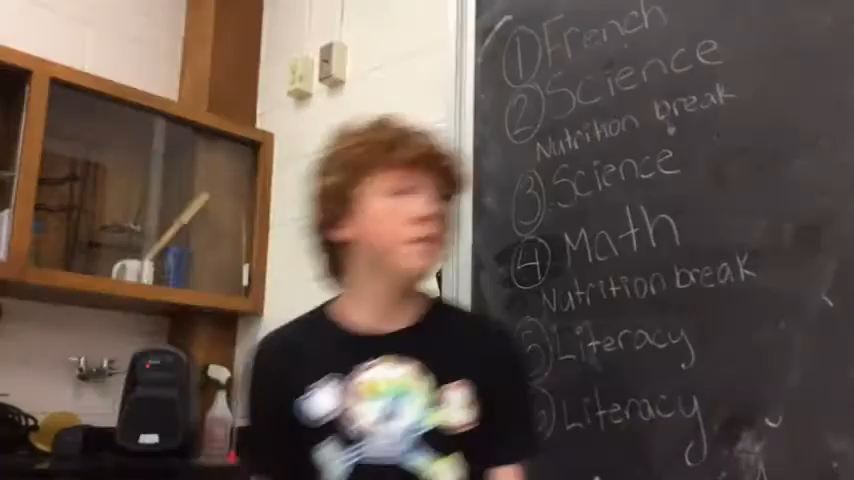 ① French
② Science
Nutrition break
③ Science
④ Math
Nutrition break
⑤ Literacy
Literacy